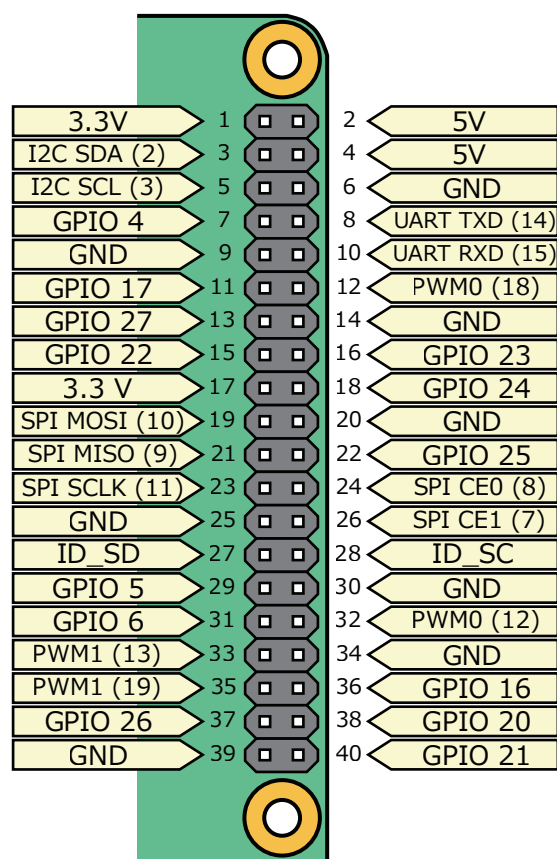 3.3V 1 2 5V
I2C SDA (2) 3 4 5V
I2C SCL (3) 5 6 GND
GPIO 4 7 8 UART TXD (14)
GND 9 10 UART RXD (15)
GPIO 17 11 12 PWM0 (18)
GPIO 27 13 14 GND
GPIO 22 15 16 GPIO 23
3.3 V 17 18 GPIO 24
SPI MOSI (10) 19 20 GND
SPI MISO (9) 21 22 GPIO 25
SPI SCLK (11) 23 24 SPI CE0 (8)
GND 25 26 SPI CE1 (7)
ID_SD 27 28 ID_SC
GPIO 5 29 30 GND
GPIO 6 31 32 PWM0 (12)
PWM1 (13) 33 34 GND
PWM1 (19) 35 36 GPIO 16
GPIO 26 37 38 GPIO 20
GND 39 40 GPIO 21